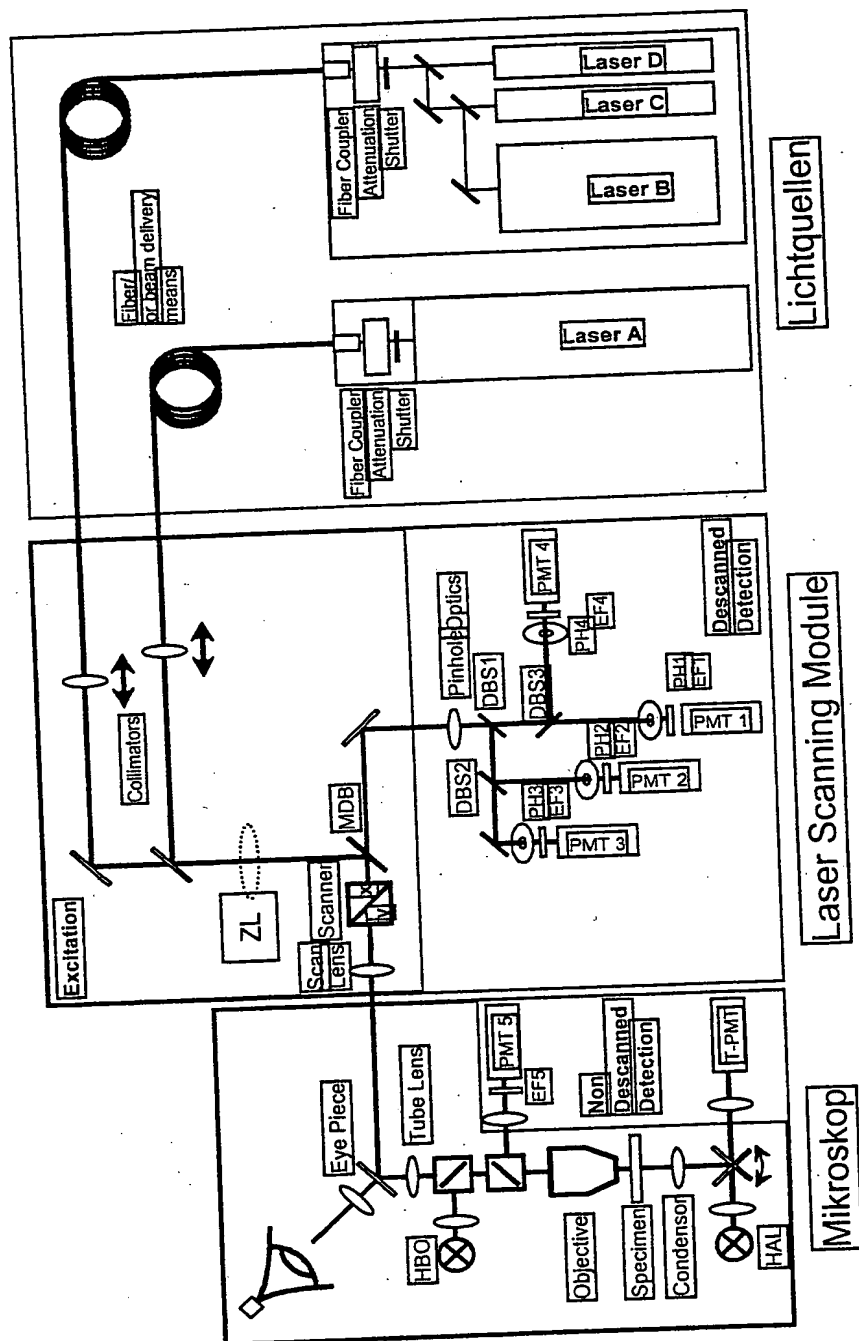 Fiber/
or beam delivery
means
Fiber Coupler
Attenuation
Shutter
Laser D
Laser C
Laser B
Fiber Coupler
Attenuation
Shutter
Laser A
Lichtquellen
Excitation
Collimators
ZL
MDB
Scan
Lens
Scanner
x
y
Pinhole Optics
DBS1
DBS2
DBS3
PH4
EF4
PMT 4
PH1
EF1
PMT 1
PH2
EF2
PMT 2
PH3
EF3
PMT 3
Descanned
Detection
Laser Scanning Module
Eye Piece
Tube Lens
HBO
EF5
PMT 5
Non
Descanned
Detection
Objective
Specimen
Condensor
HAL
T-PMT
Mikroskop